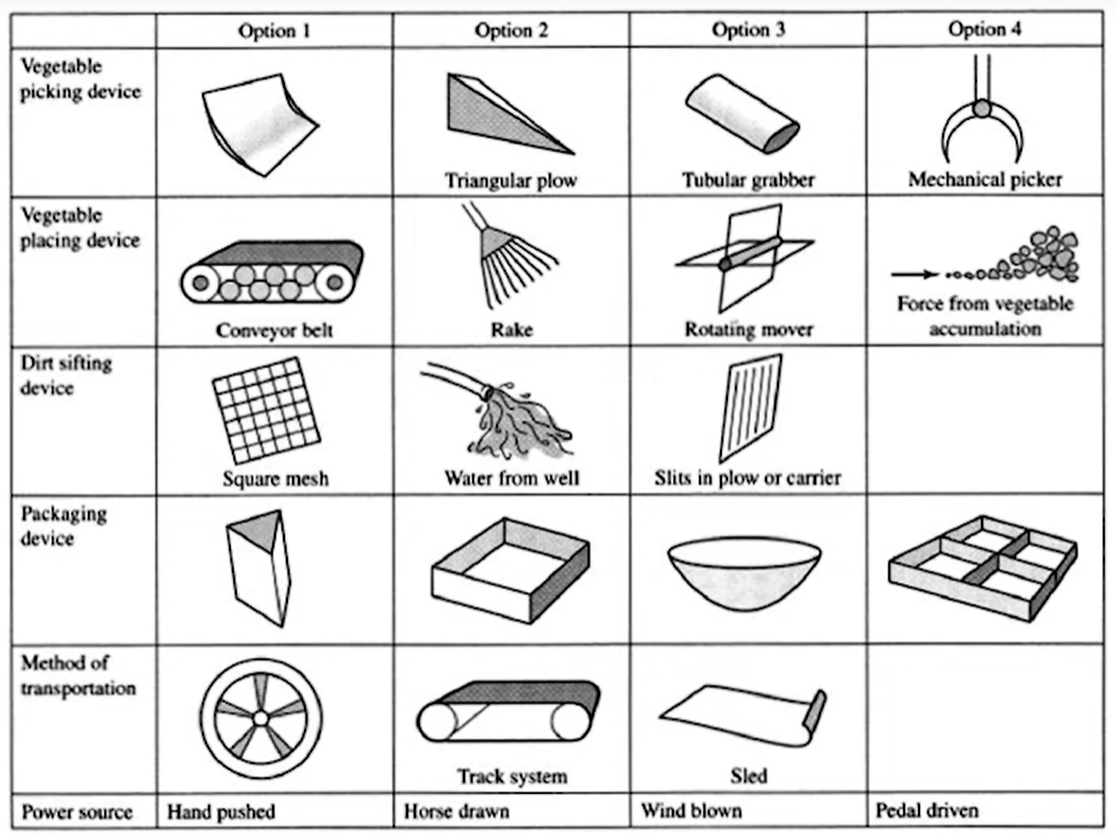 Option 1
Option 2
Option 3
Option 4
Vegetable
picking device
Triangular plow
Tubular grabber
Mechanical picker
Vegetable
placing device
Conveyor belt
Rake
Rotating mover
Force from vegetable
accumulation
Dirt sifting
device
Square mesh
Water from well
Slits in plow or carrier
Packaging
device
Method of
transportation
Track system
Sled
Power source
Hand pushed
Horse drawn
Wind blown
Pedal driven